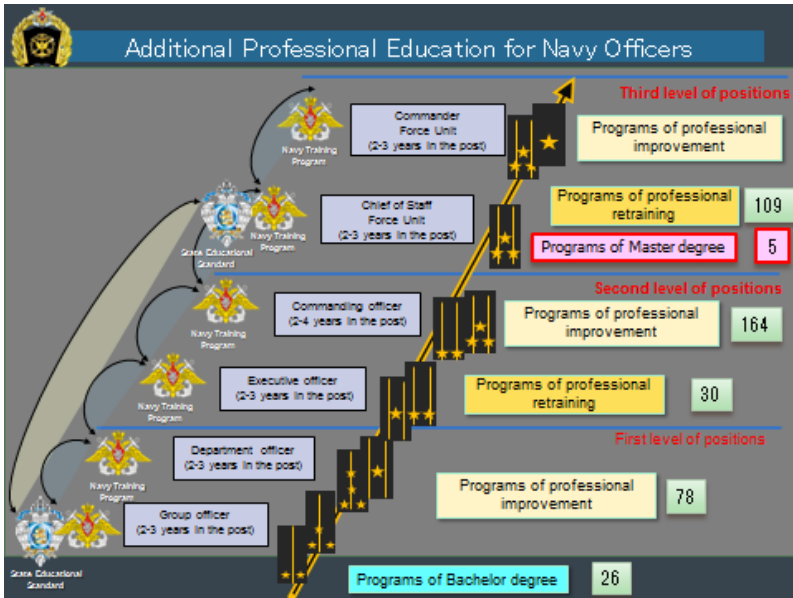 Additional Professional Education for Navy Officers
Third level of positions
Commander
Force Unit
(2-3 years in the post)
Navy Training
Program
Programs of professional
improvement
Chief of Staff
Force Unit
(2-3 years in the post)
State Educational
Standard
Navy Training
Program
Programs of professional
retraining
109
Programs of Master degree
5
Second level of positions
Commanding officer
(2-4 years in the post)
Navy Training
Program
Programs of professional
improvement
164
Executive officer
(2-3 years in the post)
Navy Training
Program
Programs of professional
retraining
30
First level of positions
Department officer
(2-3 years in the post)
Navy Training
Program
Programs of professional
improvement
78
Group officer
(2-3 years in the post)
State Educational
Standard
Programs of Bachelor degree
26